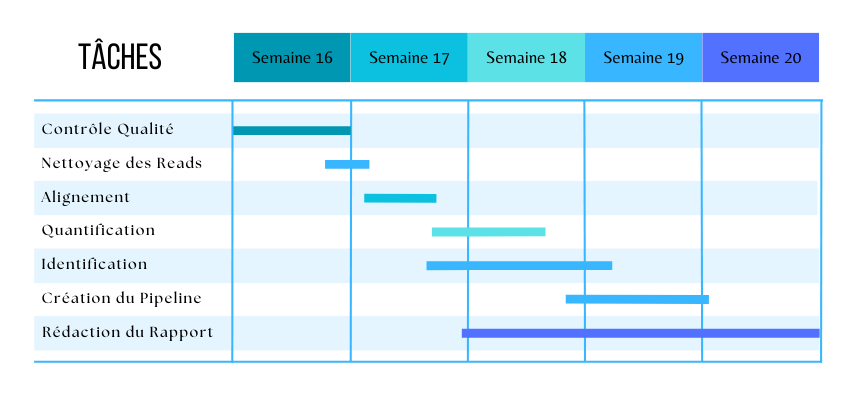 TÂCHES
Semaine 16 Semaine 17 Semaine 18 Semaine 19 Semaine 20
Contrôle Qualité
Nettoyage des Reads
Alignement
Quantification
Identification
Création du Pipeline
Rédaction du Rapport